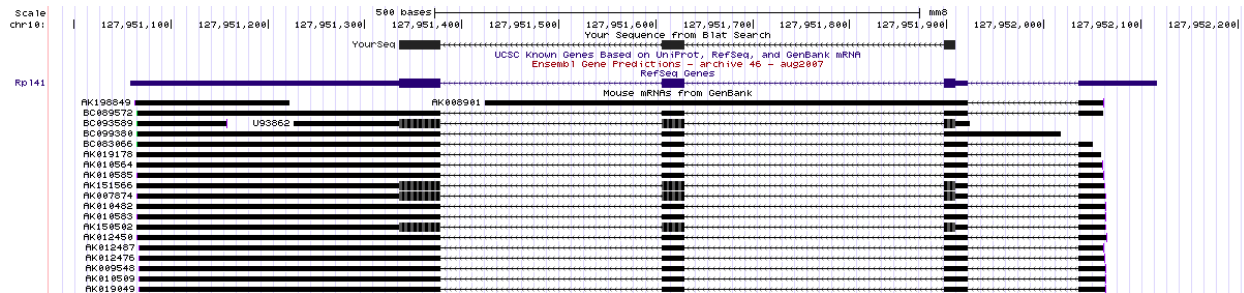 Scale 500 bases mm8
chr10: 127,951,100 127,951,200 127,951,300 127,951,400 127,951,500 127,951,600 127,951,700 127,951,800 127,951,900 127,952,000 127,952,100 127,952,200
Your Sequence from Blat Search
YourSeq
UCSC Known Genes Based on UniProt, RefSeq, and GenBank mRNA
Ensembl Gene Predictions - archive 46 - aug2007
RefSeq Genes
Rpl41
Mouse mRNAs from GenBank
AK198849 AK008901
BC089572
BC093589 U93862
BC099380
BC083066
AK019178
AK010564
AK010585
AK151566
AK007874
AK010482
AK010583
AK150502
AK012450
AK012487
AK012476
AK009548
AK010509
AK019049